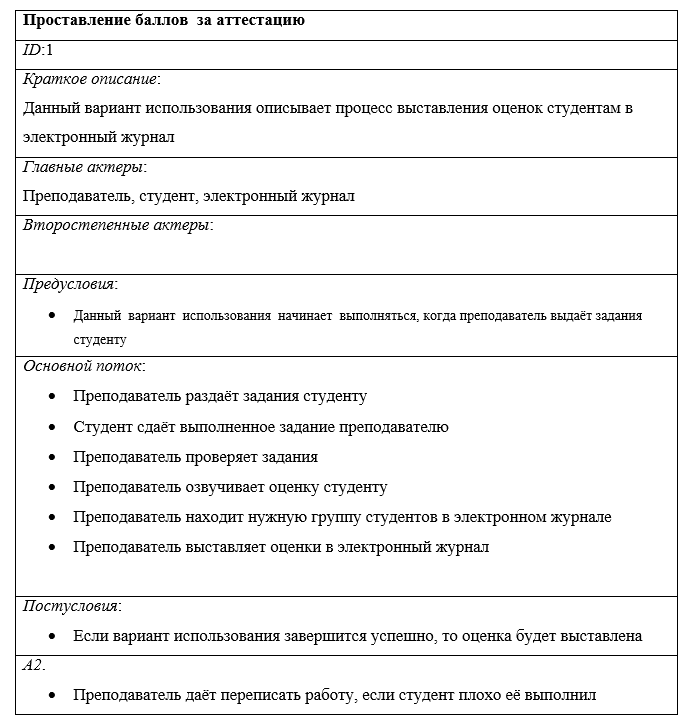 Проставление баллов за аттестацию
ID:1
Краткое описание:
Данный вариант использования описывает процесс выставления оценок студентам в
электронный журнал
Главные актеры:
Преподаватель, студент, электронный журнал
Второстепенные актеры:
Предусловия:
• Данный вариант использования начинает выполняться, когда преподаватель выдаёт задания
студенту
Основной поток:
• Преподаватель раздаёт задания студенту
• Студент сдаёт выполненное задание преподавателю
• Преподаватель проверяет задания
• Преподаватель озвучивает оценку студенту
• Преподаватель находит нужную группу студентов в электронном журнале
• Преподаватель выставляет оценки в электронный журнал
Постусловия:
• Если вариант использования завершится успешно, то оценка будет выставлена
А2.
• Преподаватель даёт переписать работу, если студент плохо её выполнил